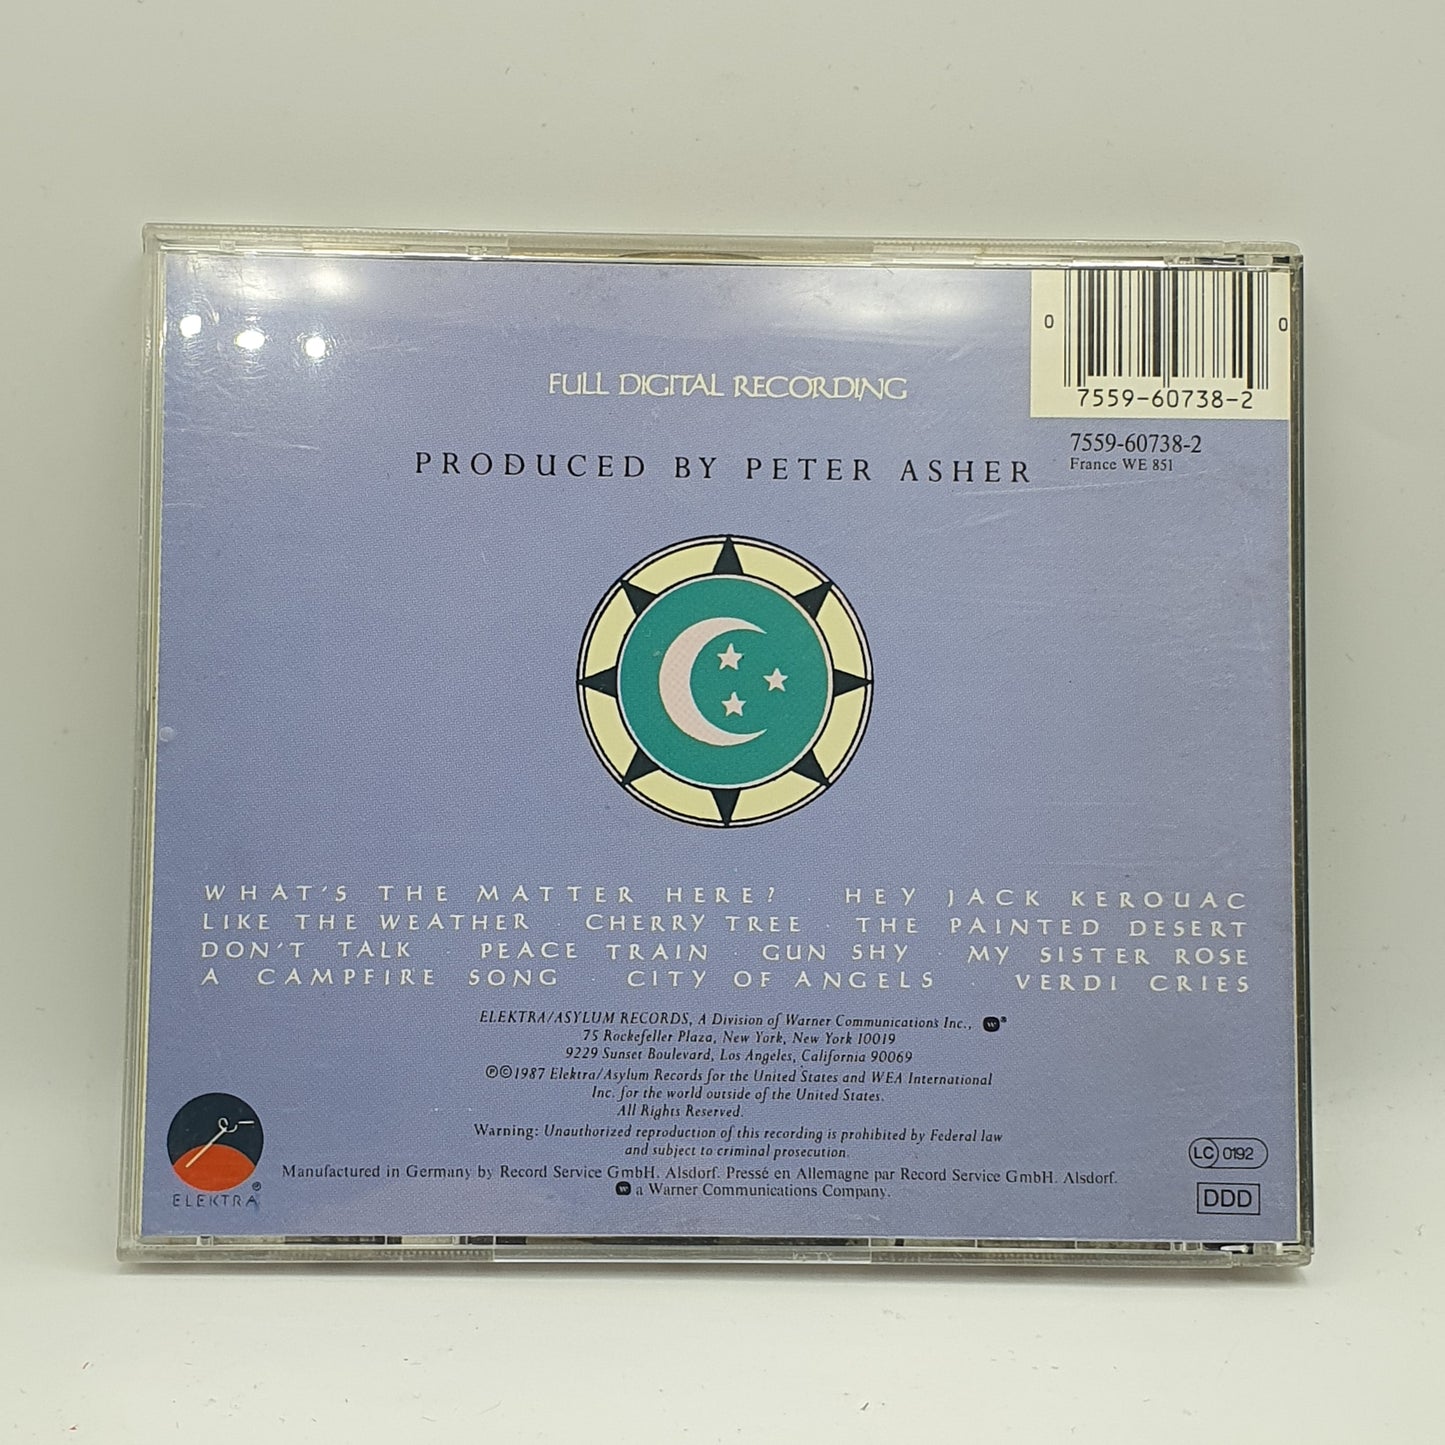 0 0
7559-60738-2
FULL DIGITAL RECORDING
PRODUCED BY PETER ASHER
7559-60738-2
France WE 851
WHAT'S THE MATTER HERE? · HEY JACK KEROUAC
LIKE THE WEATHER · CHERRY TREE · THE PAINTED DESERT
DON'T TALK · PEACE TRAIN · GUN SHY · MY SISTER ROSE
A CAMPFIRE SONG · CITY OF ANGELS · VERDI CRIES
ELEKTRA/ASYLUM RECORDS, A Division of Warner Communications Inc., w®
75 Rockefeller Plaza, New York, New York 10019
9229 Sunset Boulevard, Los Angeles, California 90069
℗©1987 Elektra/Asylum Records for the United States and WEA International
Inc. for the world outside of the United States.
All Rights Reserved.
Warning: Unauthorized reproduction of this recording is prohibited by Federal law
and subject to criminal prosecution.
Manufactured in Germany by Record Service GmbH. Alsdorf. Pressé en Allemagne par Record Service GmbH. Alsdorf.
w a Warner Communications Company.
ELEKTRA®
LC 0192
DDD